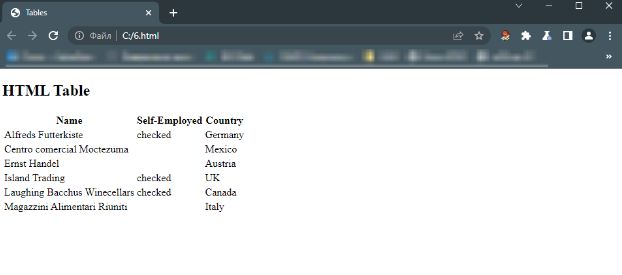 Tables
Файл C:/6.html
HTML Table
Name Self-Employed Country
Alfreds Futterkiste checked Germany
Centro comercial Moctezuma Mexico
Ernst Handel Austria
Island Trading checked UK
Laughing Bacchus Winecellars checked Canada
Magazzini Alimentari Riuniti Italy